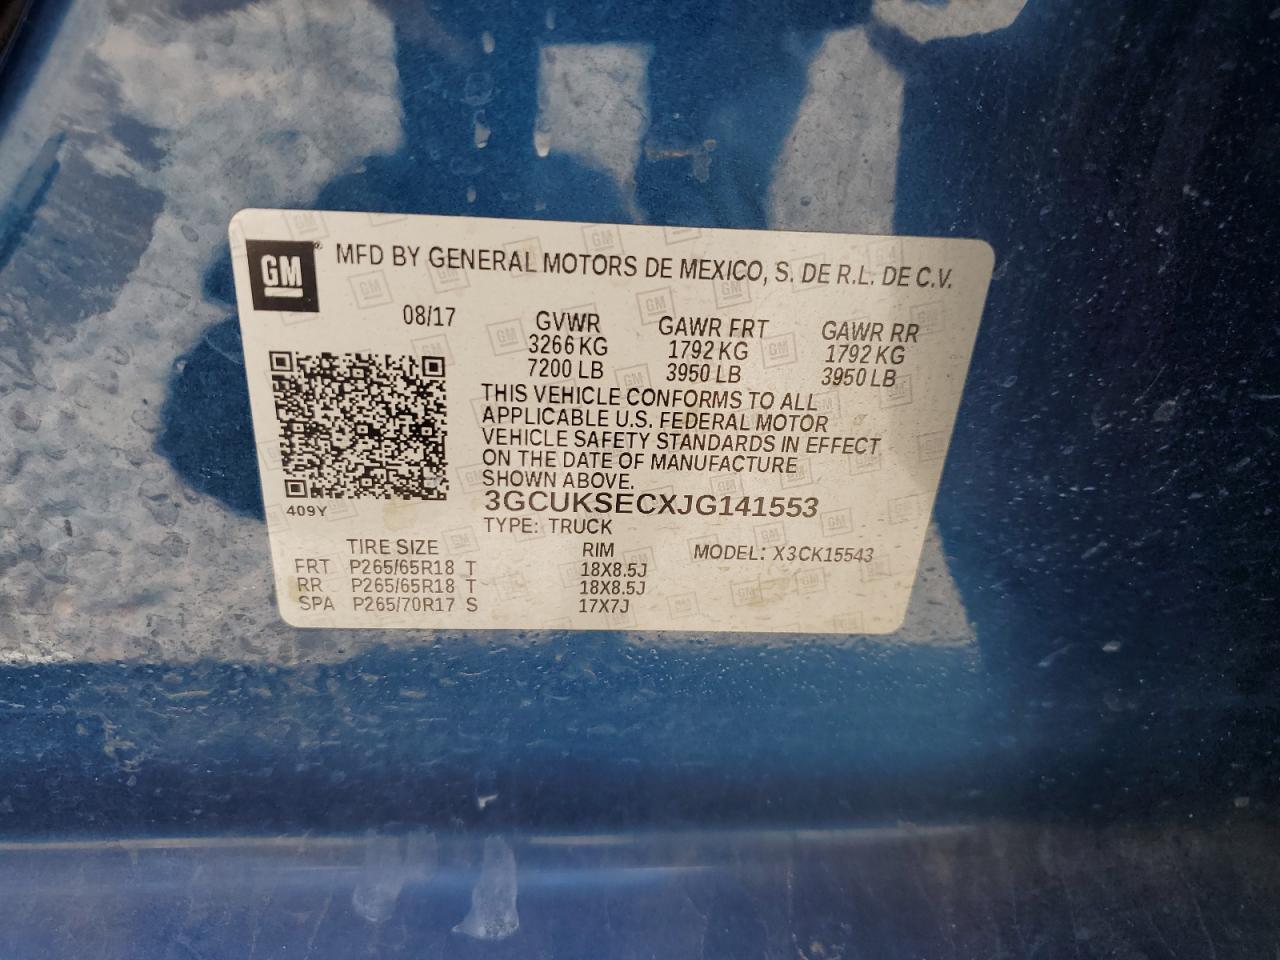 GM® MFD BY GENERAL MOTORS DE MEXICO, S. DE R.L. DE C.V.
08/17 GVWR GAWR FRT GAWR RR
3266 KG 1792 KG 1792 KG
7200 LB 3950 LB 3950 LB
THIS VEHICLE CONFORMS TO ALL
APPLICABLE U.S. FEDERAL MOTOR
VEHICLE SAFETY STANDARDS IN EFFECT
ON THE DATE OF MANUFACTURE
SHOWN ABOVE.
3GCUKSECXJG141553
409Y
TYPE: TRUCK
TIRE SIZE RIM MODEL: X3CK15543
FRT P265/65R18 T 18X8.5J
RR P265/65R18 T 18X8.5J
SPA P265/70R17 S 17X7J